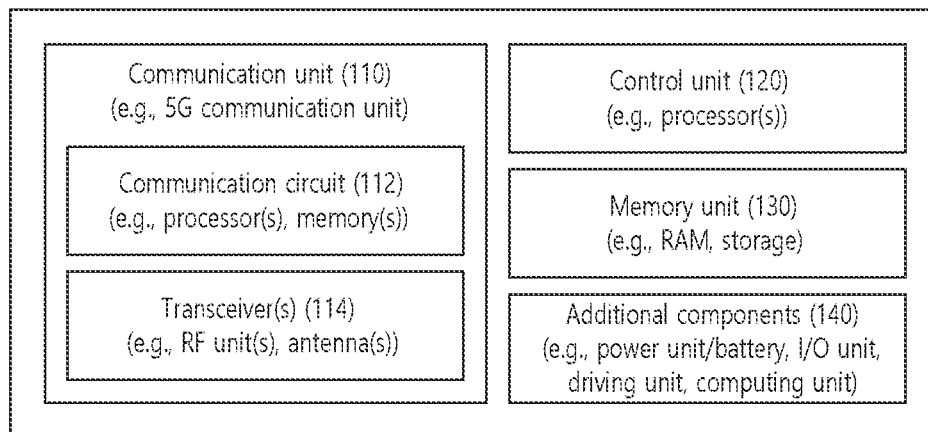 Communication unit (110)
(e.g., 5G communication unit)
Communication circuit (112)
(e.g., processor(s), memory(s))
Transceiver(s) (114)
(e.g., RF unit(s), antenna(s))
Control unit (120)
(e.g., processor(s))
Memory unit (130)
(e.g., RAM, storage)
Additional components (140)
(e.g., power unit/battery, I/O unit,
driving unit, computing unit)